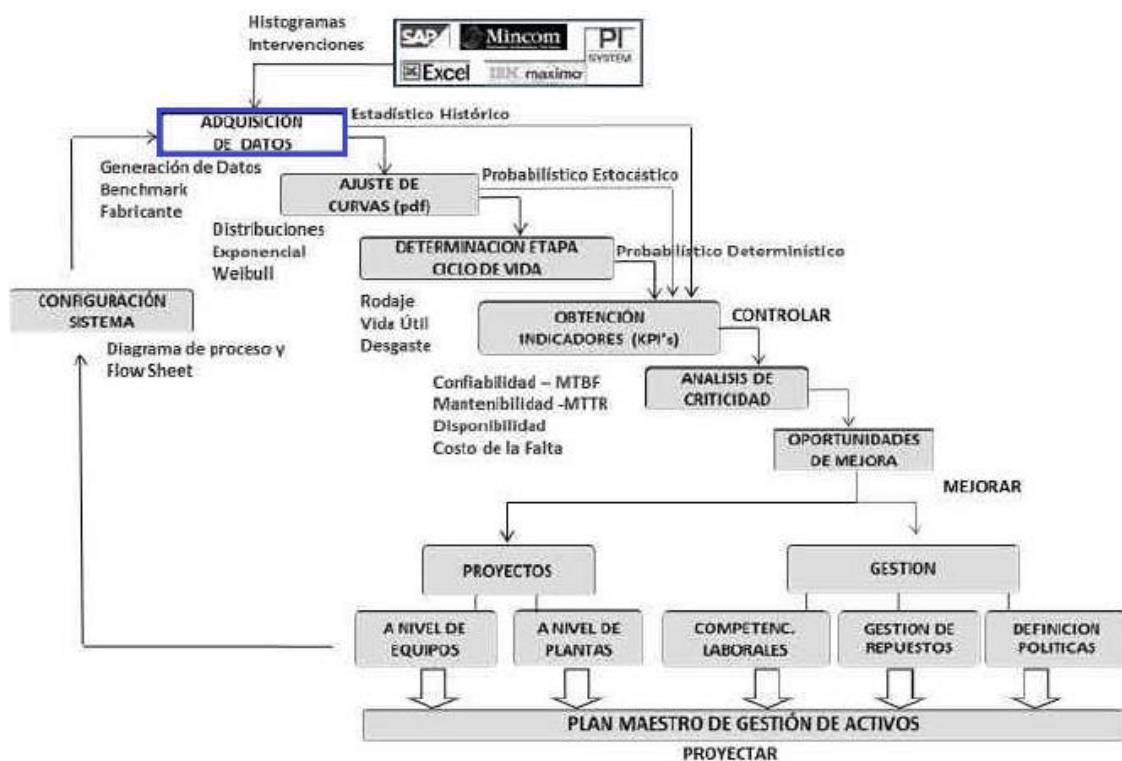 Histogramas
Intervenciones
SAP
Mincom
PI
SYSTEM
Excel
IBM maximo
ADQUISICIÓN
DE DATOS
Estadístico Histórico
Generación de Datos
Benchmark
Fabricante
AJUSTE DE
CURVAS (pdf)
Probabilístico Estocástico
Distribuciones
Exponencial
Weibull
DETERMINACION ETAPA
CICLO DE VIDA
Probabilístico Determinístico
CONFIGURACIÓN
SISTEMA
Diagrama de proceso y
Flow Sheet
Rodaje
Vida Útil
Desgaste
OBTENCIÓN
INDICADORES (KPI's)
CONTROLAR
Confiabilidad – MTBF
Mantenibilidad -MTTR
Disponibilidad
Costo de la Falta
ANALISIS DE
CRITICIDAD
OPORTUNIDADES
DE MEJORA
MEJORAR
PROYECTOS
GESTION
A NIVEL DE
EQUIPOS
A NIVEL DE
PLANTAS
COMPETENC.
LABORALES
GESTION DE
REPUESTOS
DEFINICION
POLITICAS
PLAN MAESTRO DE GESTIÓN DE ACTIVOS
PROYECTAR